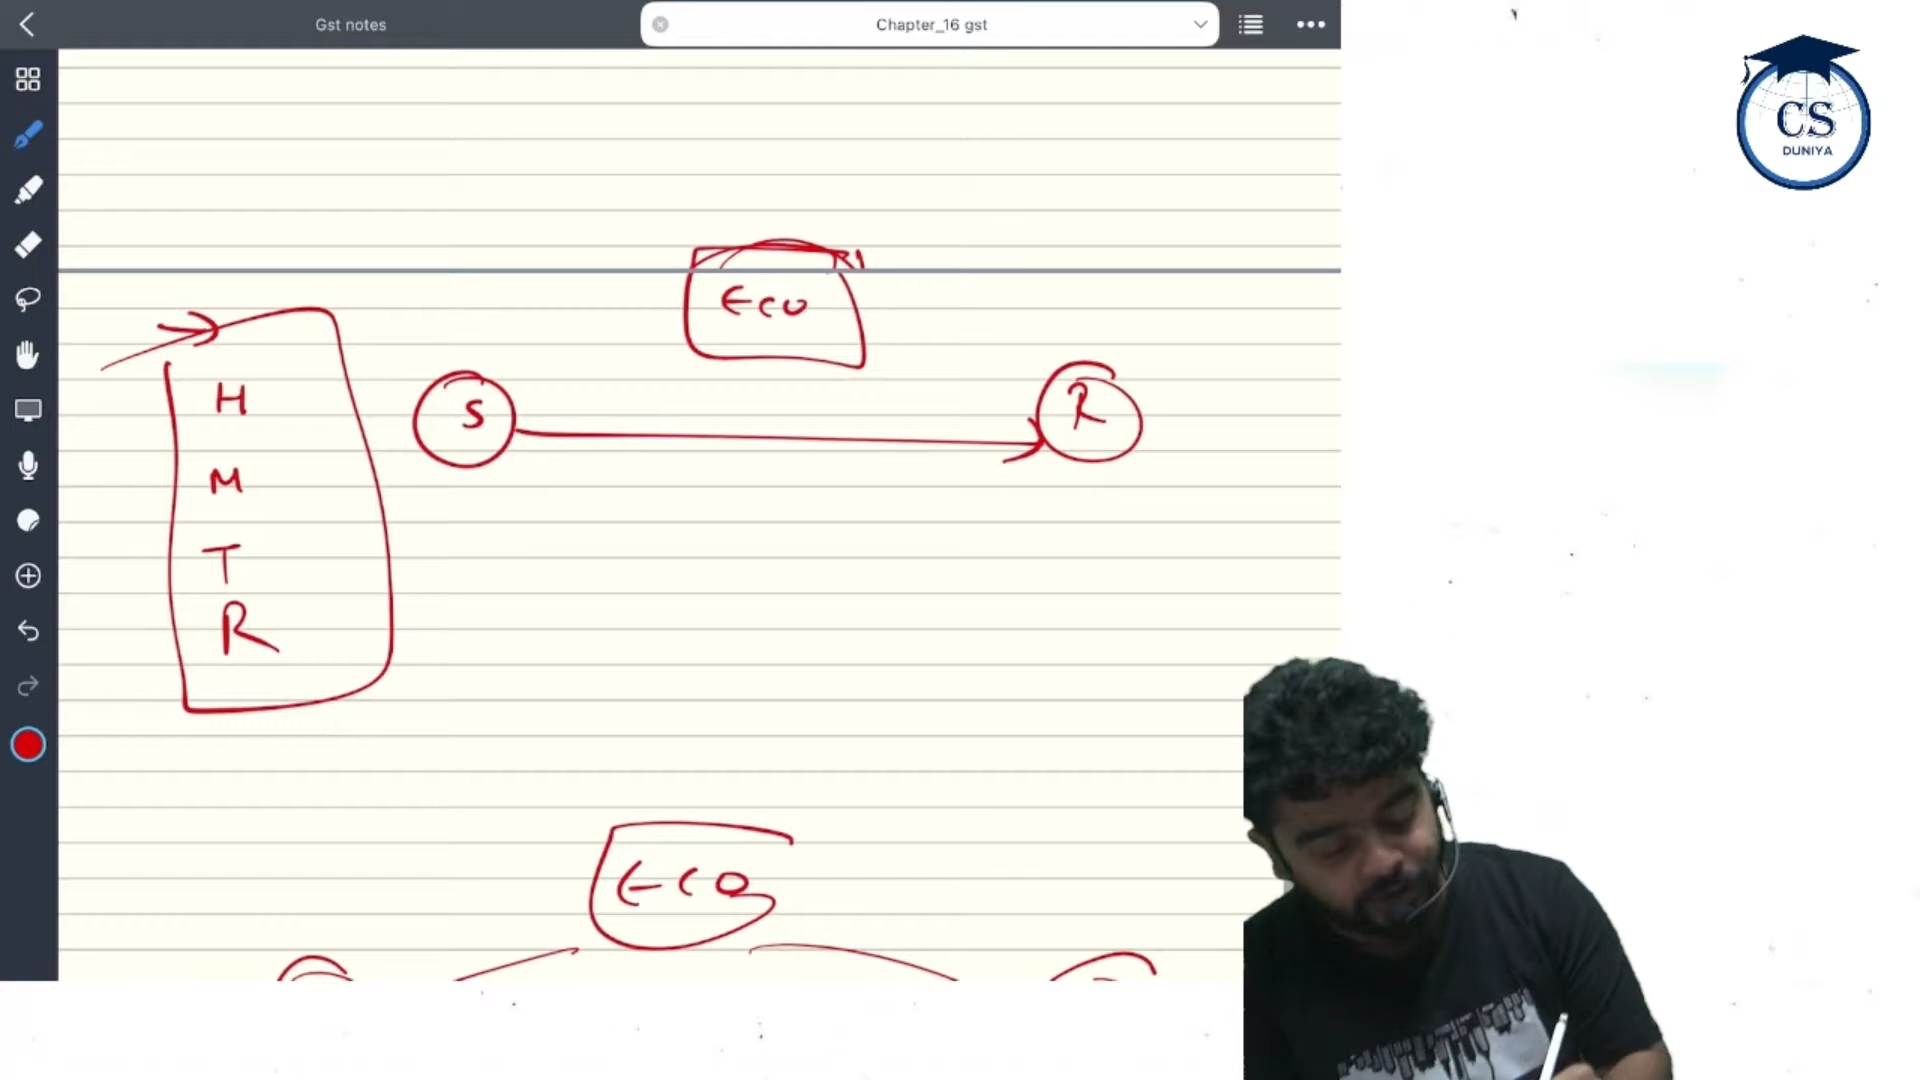 Gst notes
Chapter_16 gst
CS
DUNIYA
Eco
H
S
R
M
T
R
Eco